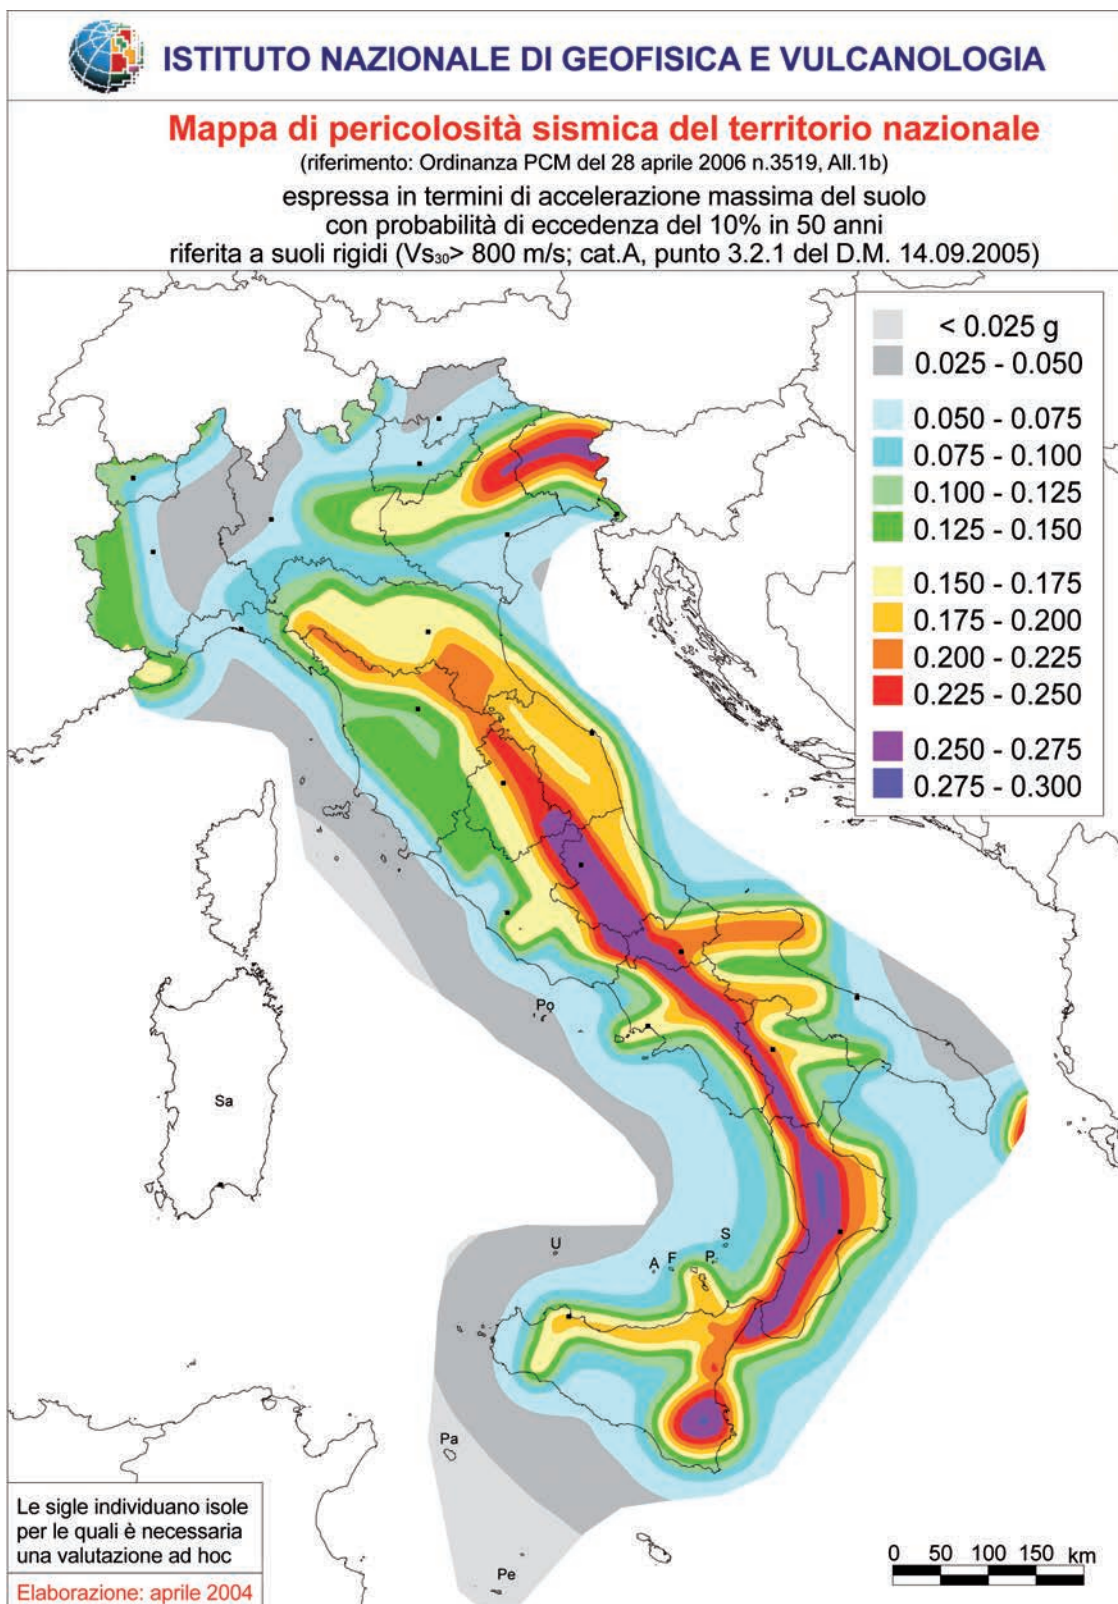 ISTITUTO NAZIONALE DI GEOFISICA E VULCANOLOGIA
Mappa di pericolosità sismica del territorio nazionale
(riferimento: Ordinanza PCM del 28 aprile 2006 n.3519, All.1b)
espressa in termini di accelerazione massima del suolo
con probabilità di eccedenza del 10% in 50 anni
riferita a suoli rigidi (Vs30> 800 m/s; cat.A, punto 3.2.1 del D.M. 14.09.2005)
< 0.025 g
0.025 - 0.050
0.050 - 0.075
0.075 - 0.100
0.100 - 0.125
0.125 - 0.150
0.150 - 0.175
0.175 - 0.200
0.200 - 0.225
0.225 - 0.250
0.250 - 0.275
0.275 - 0.300
Po
Sa
S
U
A
F
P
Pa
Pe
Le sigle individuano isole
per le quali è necessaria
una valutazione ad hoc
Elaborazione: aprile 2004
0 50 100 150 km